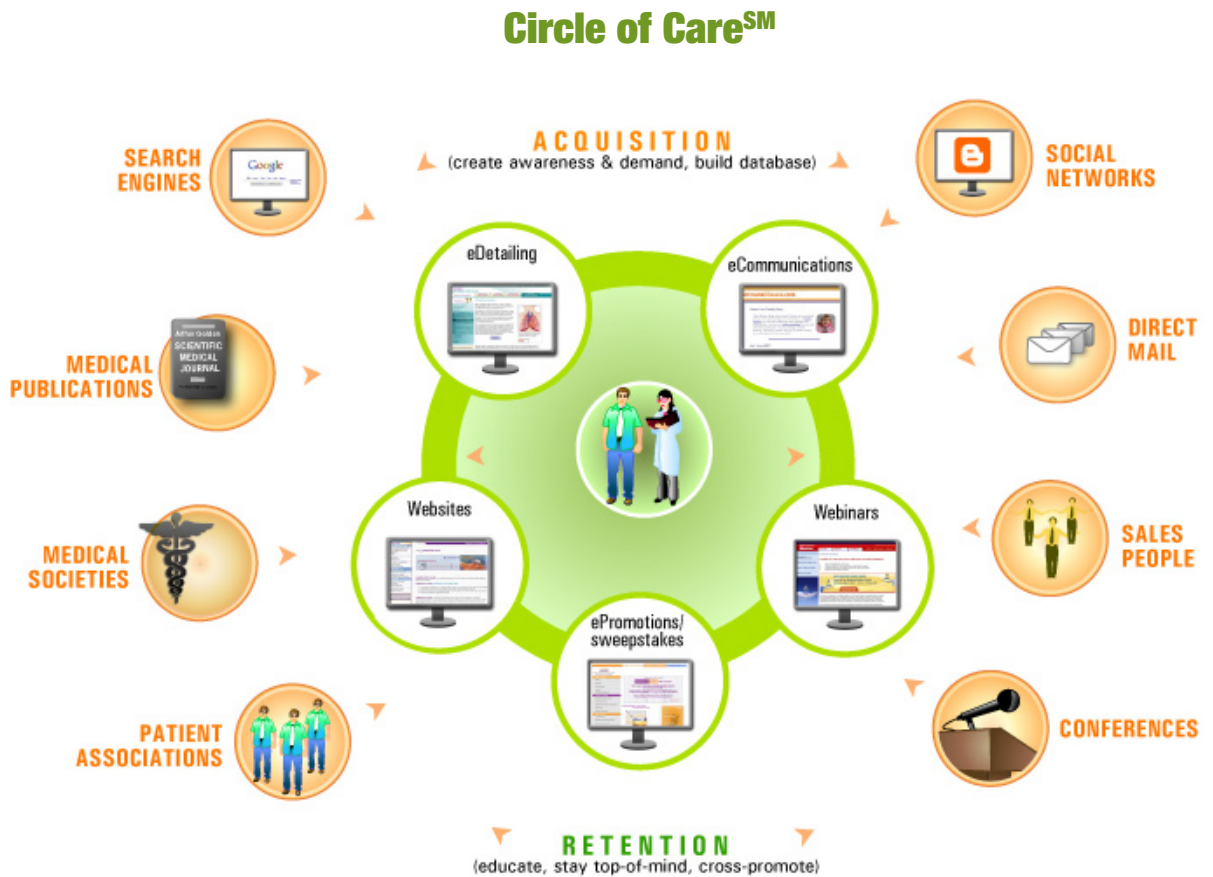 Circle of Care℠
ACQUISITION
(create awareness & demand, build database)
SEARCH
ENGINES
Google
SOCIAL
NETWORKS
eDetailing
eCommunications
MEDICAL
PUBLICATIONS
SCIENTIFIC
MEDICAL
JOURNAL
DIRECT
MAIL
MEDICAL
SOCIETIES
Websites
Webinars
SALES
PEOPLE
ePromotions/
sweepstakes
PATIENT
ASSOCIATIONS
CONFERENCES
RETENTION
(educate, stay top-of-mind, cross-promote)